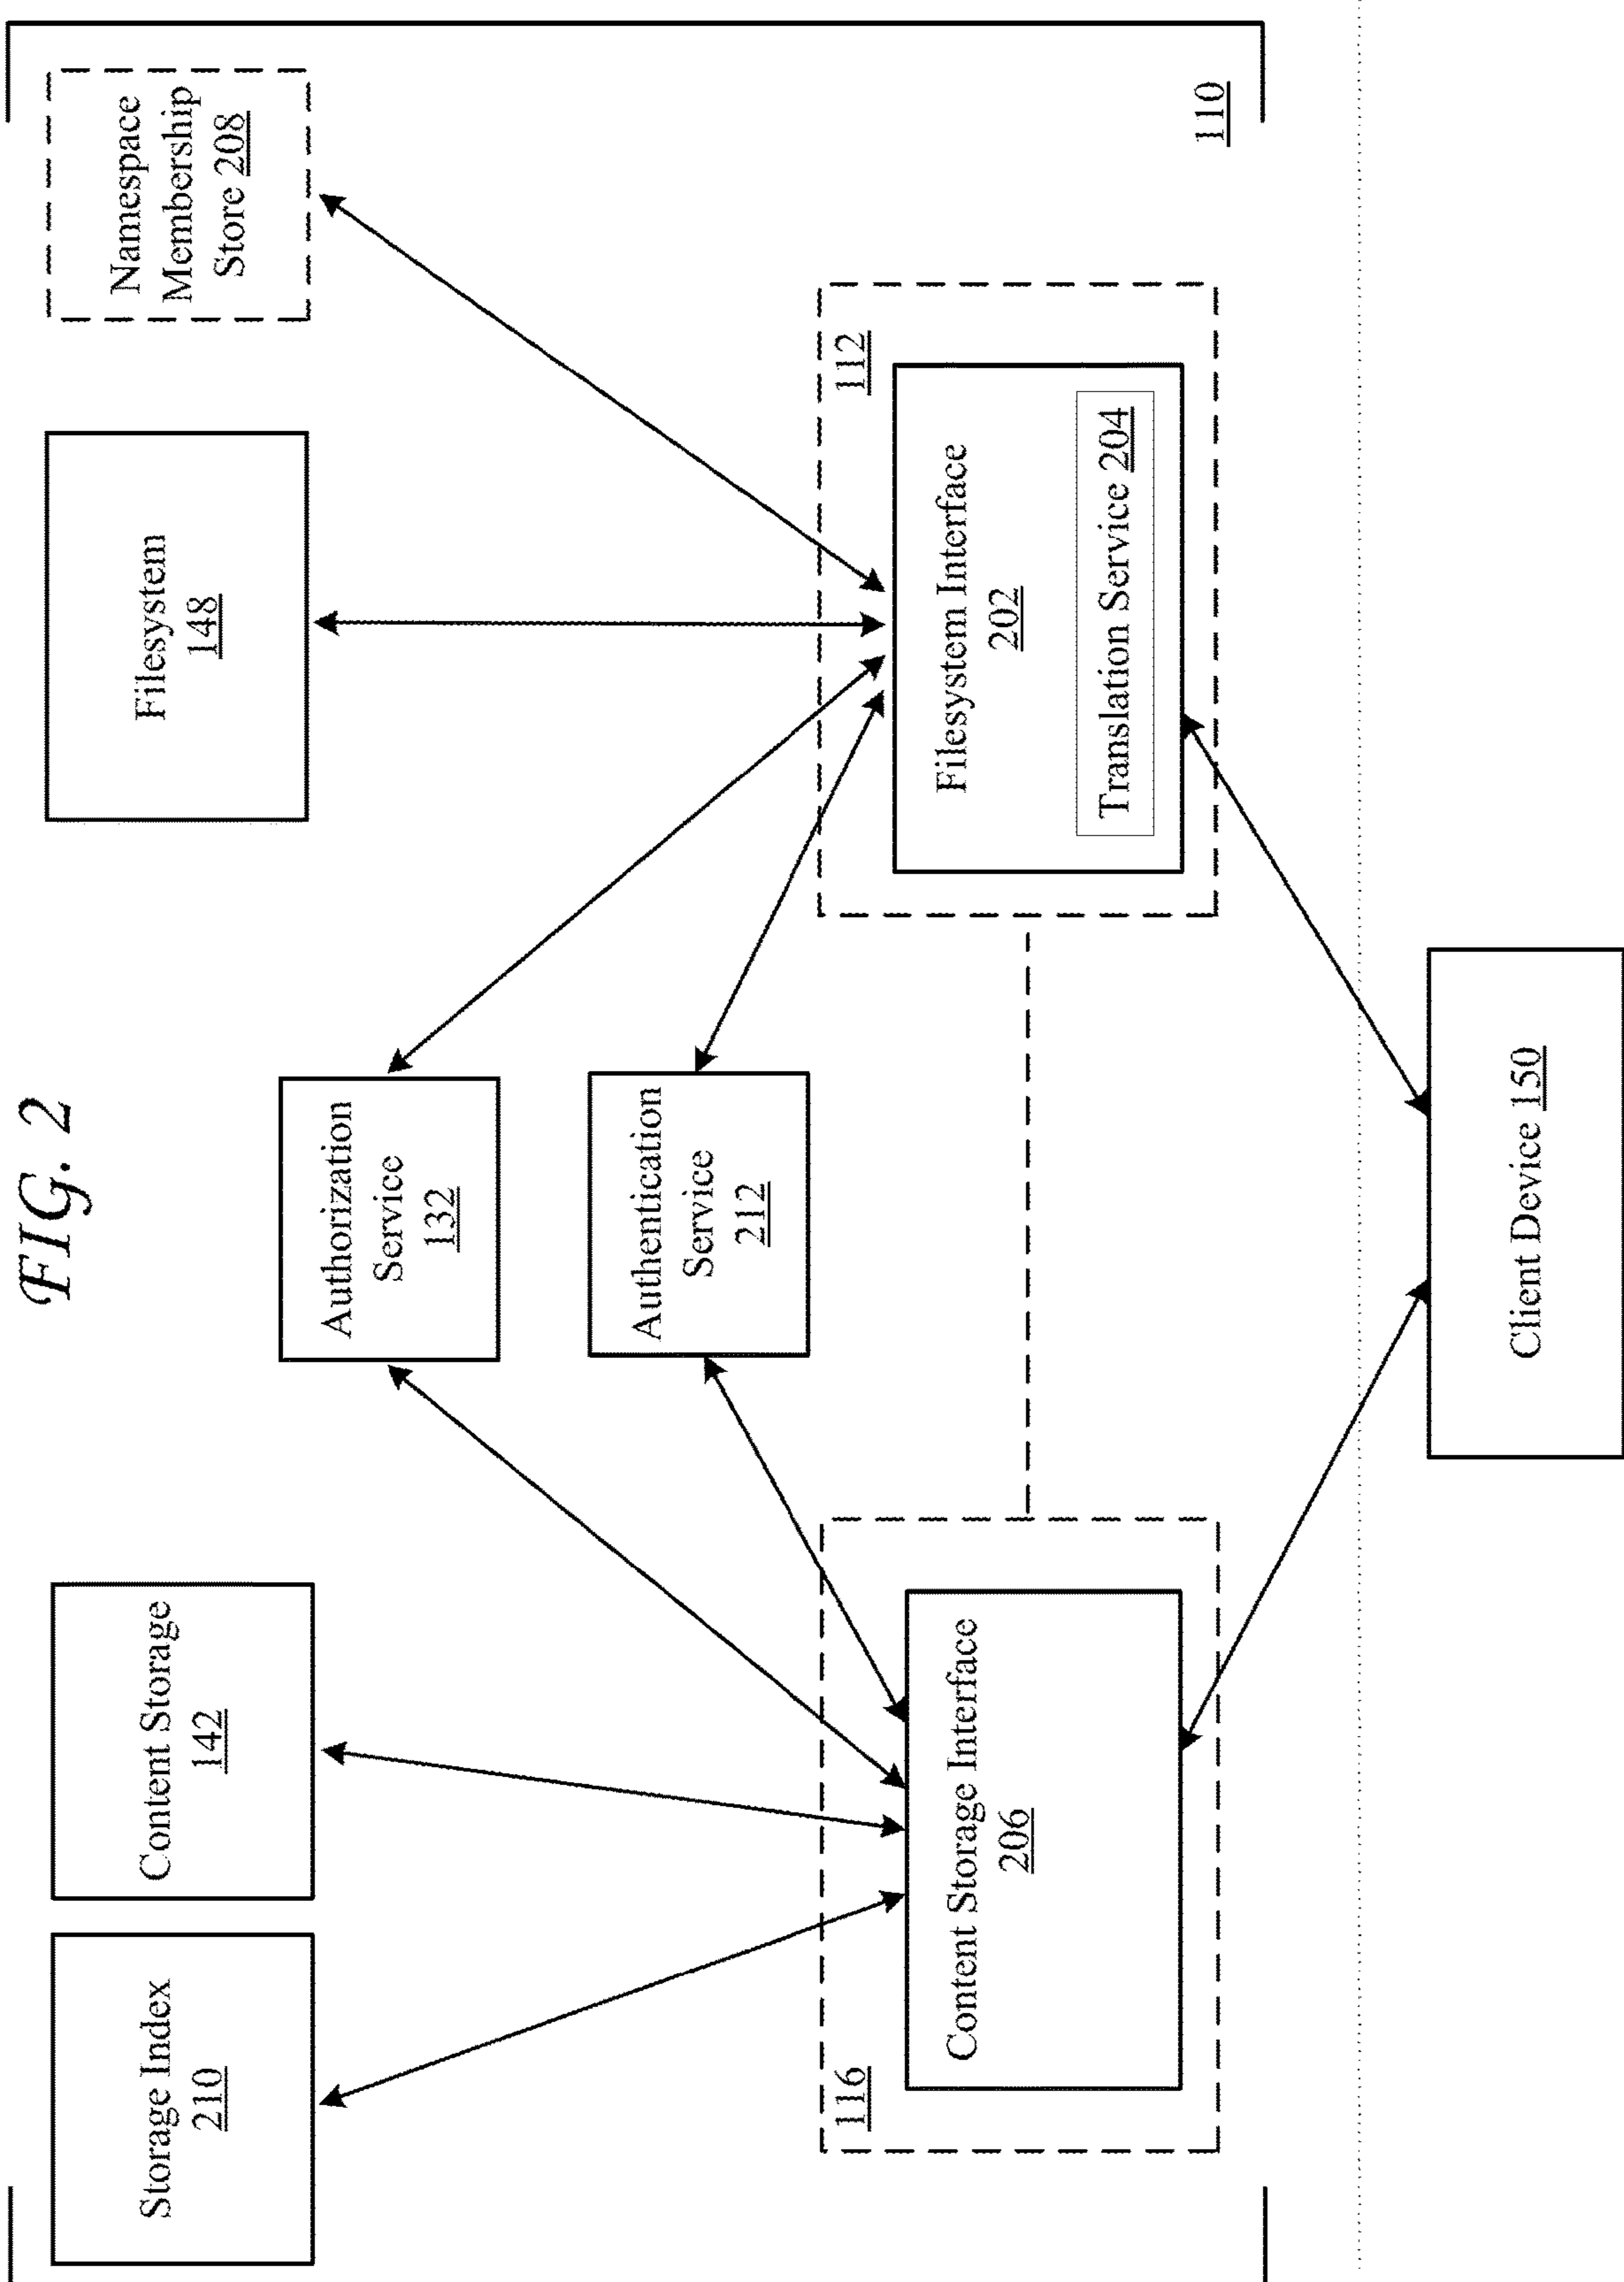 FIG. 2
Storage Index
210
Content Storage
142
Filesystem
148
Namespace
Membership
Store 208
Authorization
Service
132
Authentication
Service
212
116
Content Storage Interface
206
112
Filesystem Interface
202
Translation Service 204
110
Client Device 150